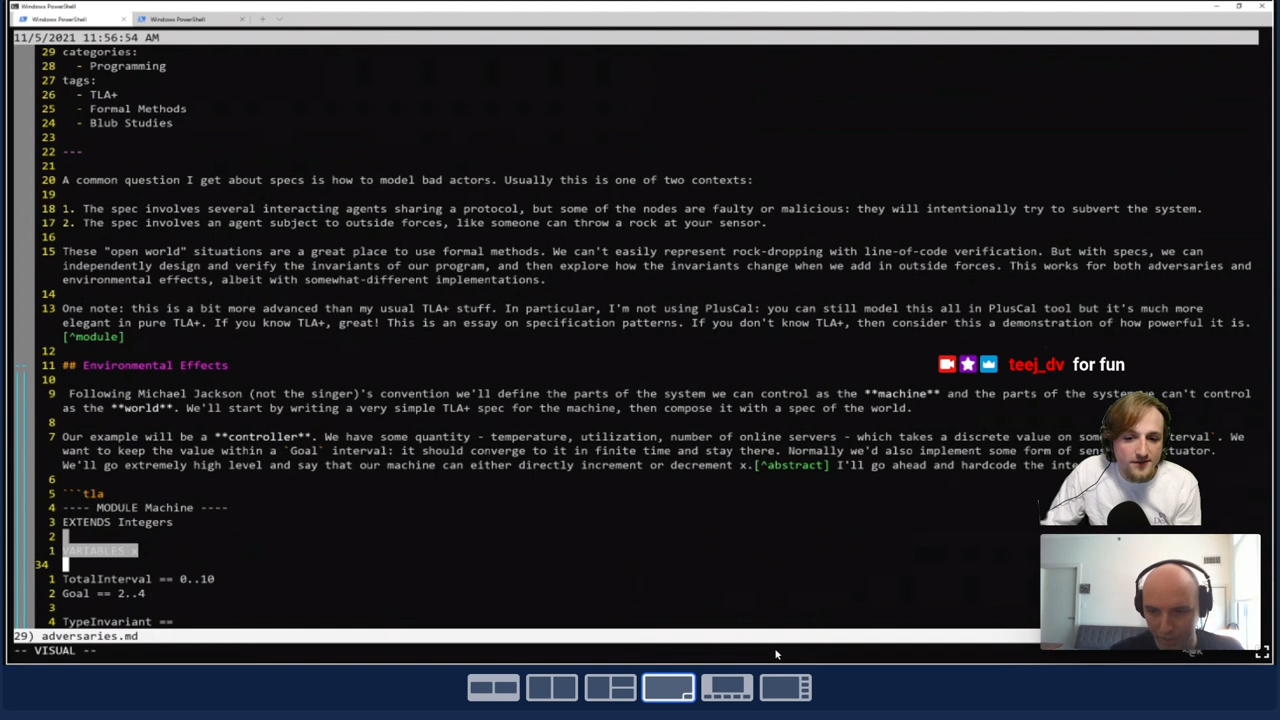 Windows PowerShell
Windows PowerShell
Windows PowerShell
11/5/2021 11:56:54 AM
29 categories:
28 - Programming
27 tags:
26 - TLA+
25 - Formal Methods
24 - Blub Studies
23
22 ---
21
20 A common question I get about specs is how to model bad actors. Usually this is one of two contexts:
19
18 1. The spec involves several interacting agents sharing a protocol, but some of the nodes are faulty or malicious: they will intentionally try to subvert the system.
17 2. The spec involves an agent subject to outside forces, like someone can throw a rock at your sensor.
16
15 These "open world" situations are a great place to use formal methods. We can't easily represent rock-dropping with line-of-code verification. But with specs, we can
independently design and verify the invariants of our program, and then explore how the invariants change when we add in outside forces. This works for both adversaries and
environmental effects, albeit with somewhat-different implementations.
14
13 One note: this is a bit more advanced than my usual TLA+ stuff. In particular, I'm not using PlusCal: you can still model this all in PlusCal tool but it's much more
elegant in pure TLA+. If you know TLA+, great! This is an essay on specification patterns. If you don't know TLA+, then consider this a demonstration of how powerful it is.
[^module]
12
11 ## Environmental Effects
teej_dv for fun
10
9 Following Michael Jackson (not the singer)'s convention we'll define the parts of the system we can control as the **machine** and the parts of the system we can't control
as the **world**. We'll start by writing a very simple TLA+ spec for the machine, then compose it with a spec of the world.
8
7 Our example will be a **controller**. We have some quantity - temperature, utilization, number of online servers - which takes a discrete value on some erval`. We
want to keep the value within a `Goal` interval: it should converge to it in finite time and stay there. Normally we'd also implement some form of sens tuator.
We'll go extremely high level and say that our machine can either directly increment or decrement x.[^abstract] I'll go ahead and hardcode the inte
6
5 ```tla
4 ---- MODULE Machine ----
3 EXTENDS Integers
2
1 VARIABLES x
34
1 TotalInterval == 0..10
2 Goal == 2..4
3
4 TypeInvariant ==
29) adversaries.md
-- VISUAL --